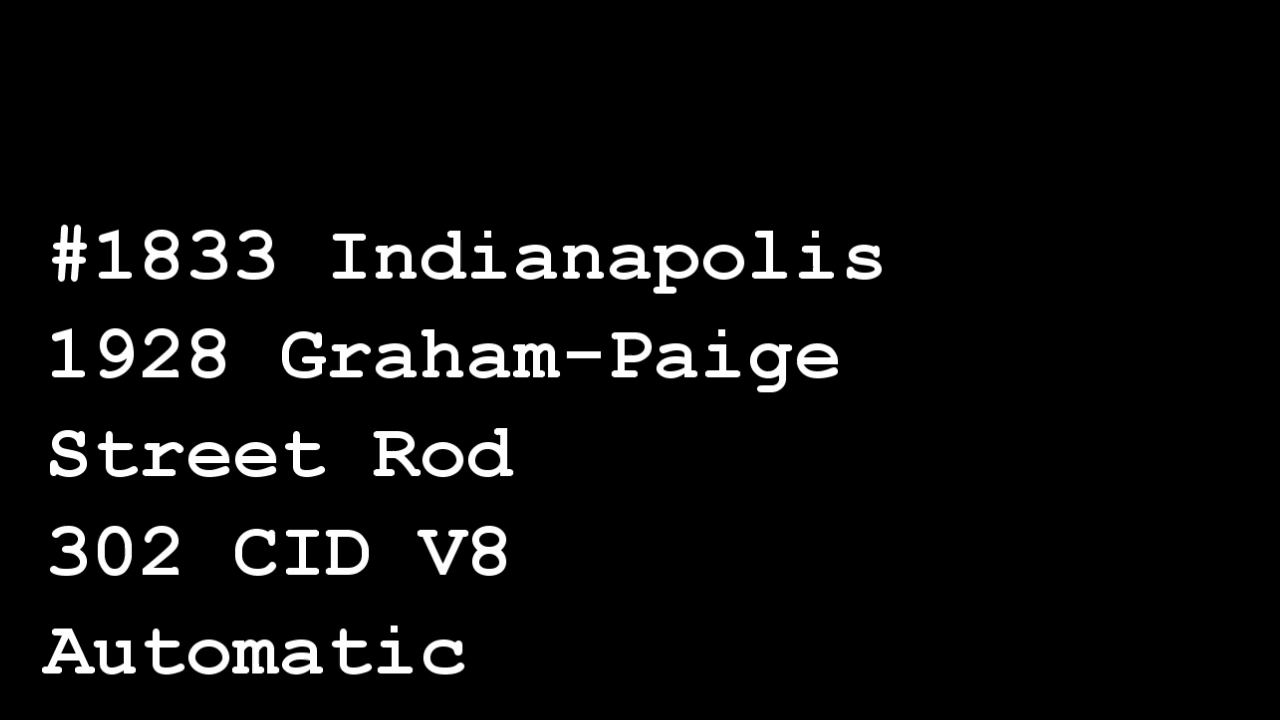 #1833 Indianapolis
1928 Graham-Paige
Street Rod
302 CID V8
Automatic